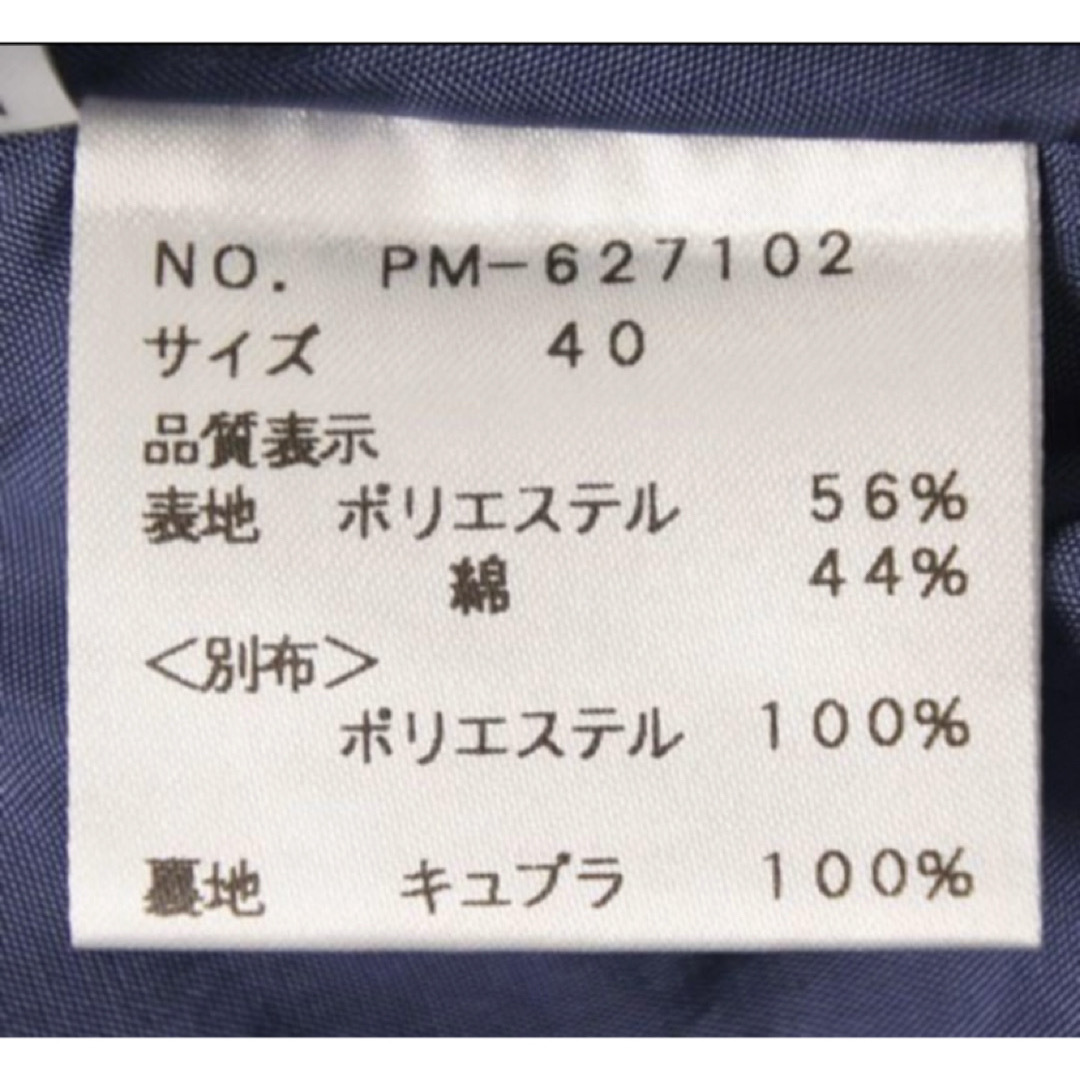 NO. PM-627102
サイズ 40
品質表示
表地 ポリエステル 56%
綿 44%
<別布>
ポリエステル 100%
裏地 キュプラ 100%